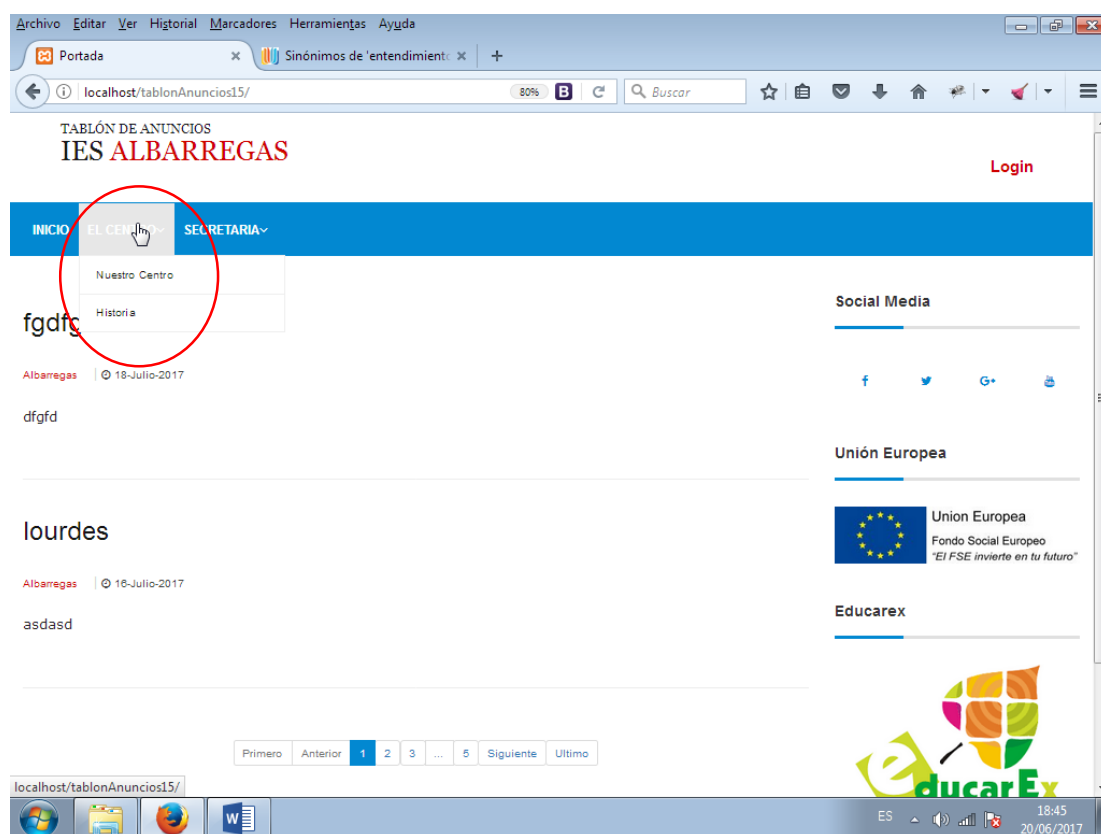 Archivo Editar Ver Historial Marcadores Herramientas Ayuda
Portada
Sinónimos de 'entendimiento
localhost/tablonAnuncios15/
80%
B
Buscar
TABLÓN DE ANUNCIOS
IES ALBARREGAS
Login
INICIO EL SECRETARIA
Nuestro Centro
Historia
Albarregas 18-Julio-2017
dfgfd
lourdes
Albarregas 16-Julio-2017
asdasd
Primero Anterior 1 2 3 ... 5 Siguiente Ultimo
Social Media
f G+
Unión Europea
Union Europea
Fondo Social Europeo
"El FSE invierte en tu futuro"
Educarex
educarEx
localhost/tablonAnuncios15/
W
ES
18:45
20/06/2017